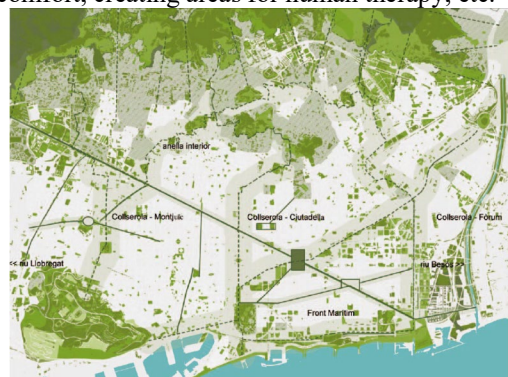 comfort, creating areas for human therapy, etc.
anella interior
Collserola - Montjuïc
Collserola - Ciutadella
Collserola - Fòrum
<< riu Llobregat
riu Besòs >>
Front Marítim